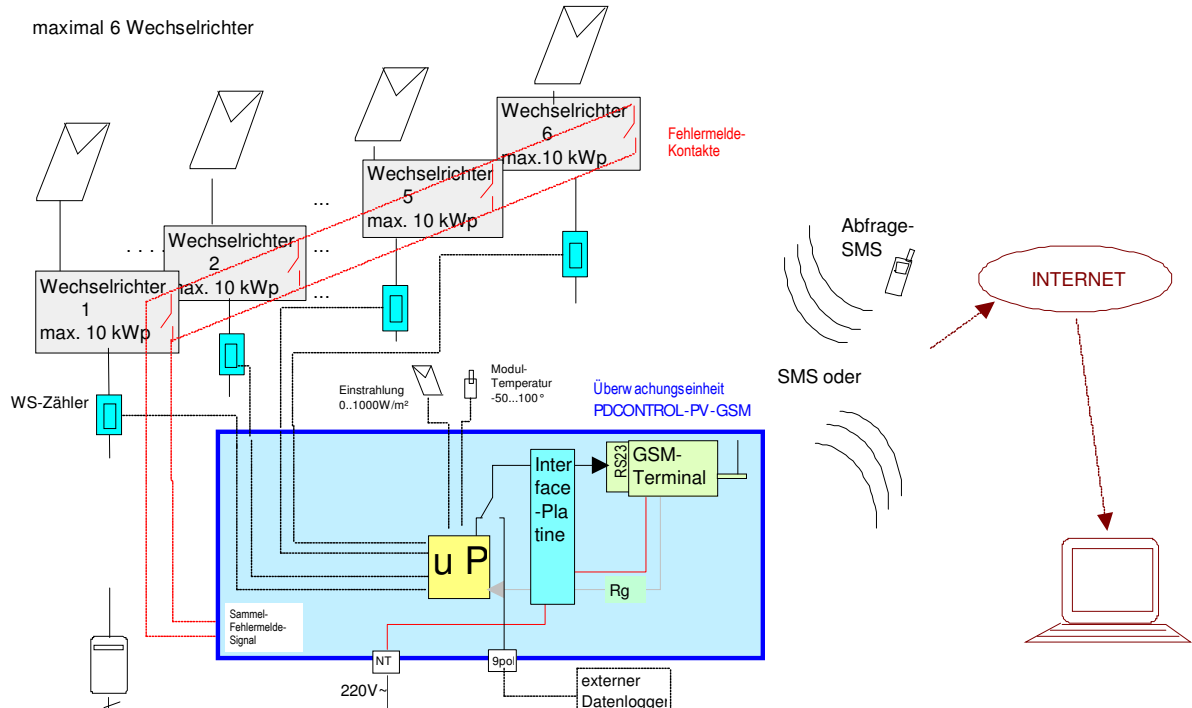 maximal 6 Wechselrichter
Wechselrichter
6
max.10 kWp
Fehlermelde-
Kontakte
Wechselrichter
5
max. 10 kWp
...
...
...
. . . .
Wechselrichter
2
max. 10 kWp
Wechselrichter
1
max. 10 kWp
Abfrage-
SMS
INTERNET
SMS oder
WS-Zähler
Einstrahlung
0..1000W/m²
Modul-
Temperatur
-50...100°
Überwachungseinheit
PDCONTROL-PV-GSM
Inter
face
-Pla
tine
RS23
GSM-
Terminal
u P
Rg
Sammel-
Fehlermelde-
Signal
NT
9pol
220V~
externer
Datenlogger